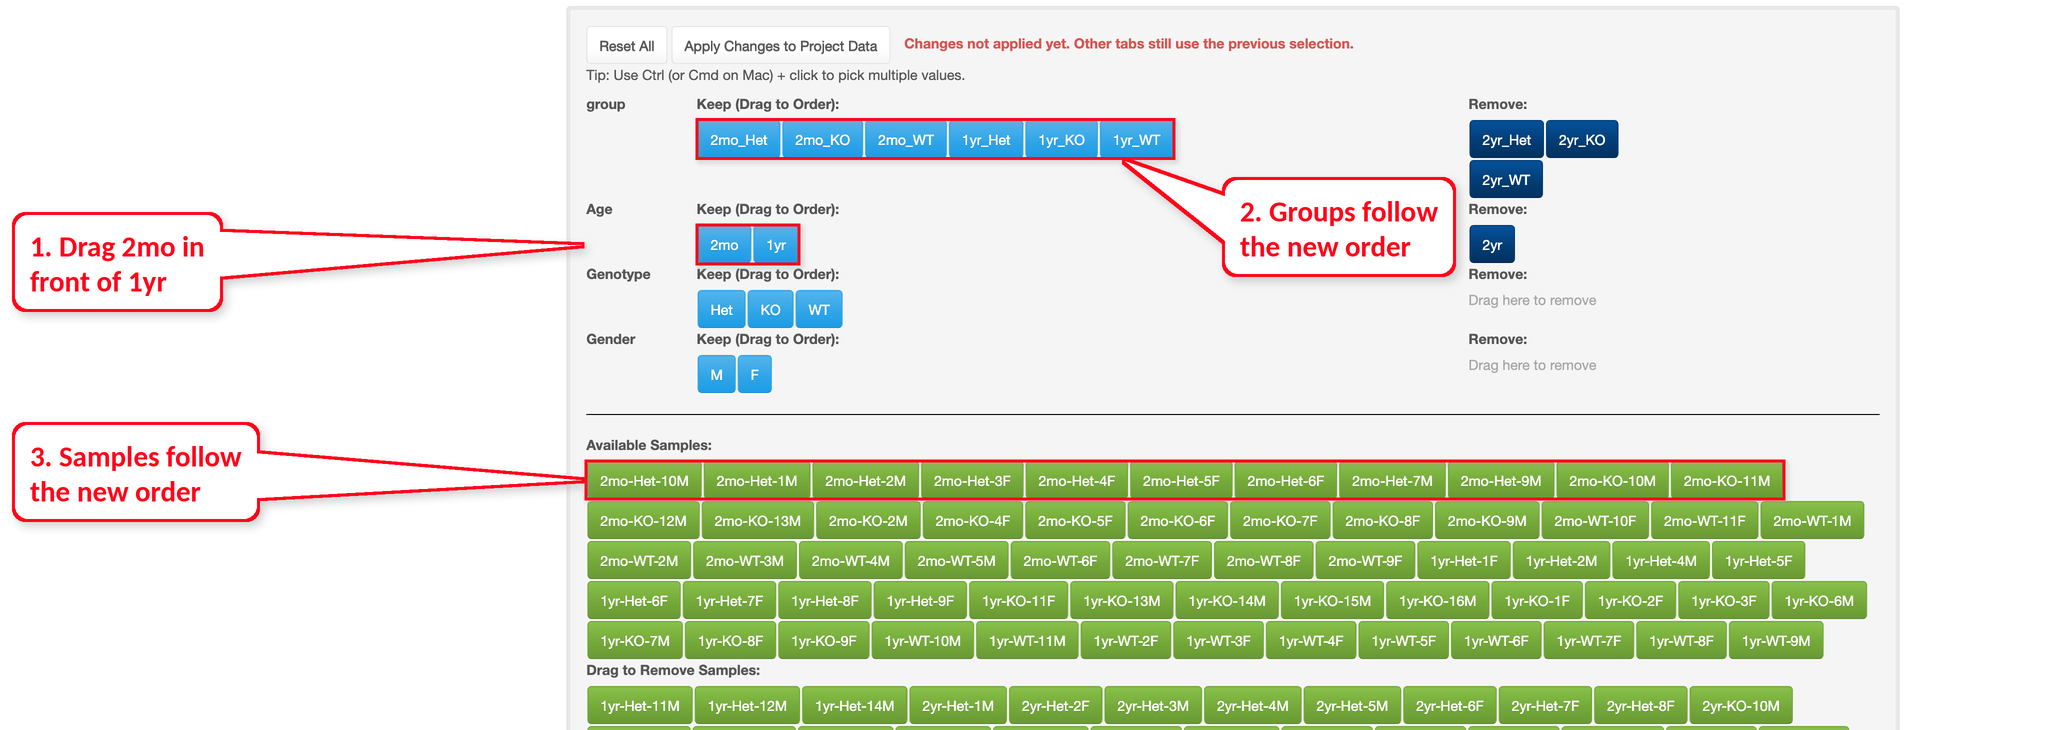 Reset All
Apply Changes to Project Data
Changes not applied yet. Other tabs still use the previous selection.
Tip: Use Ctrl (or Cmd on Mac) + click to pick multiple values.
group
Keep (Drag to Order):
Remove:
2mo_Het 2mo_KO 2mo_WT 1yr_Het 1yr_KO 1yr_WT
2yr_Het 2yr_KO
2yr_WT
2. Groups follow
the new order
Age
Keep (Drag to Order):
Remove:
1. Drag 2mo in
front of 1yr
2mo 1yr
2yr
Genotype
Keep (Drag to Order):
Remove:
Het KO WT
Drag here to remove
Gender
Keep (Drag to Order):
Remove:
M F
Drag here to remove
3. Samples follow
the new order
Available Samples:
2mo-Het-10M 2mo-Het-1M 2mo-Het-2M 2mo-Het-3F 2mo-Het-4F 2mo-Het-5F 2mo-Het-6F 2mo-Het-7M 2mo-Het-9M 2mo-KO-10M 2mo-KO-11M
2mo-KO-12M 2mo-KO-13M 2mo-KO-2M 2mo-KO-4F 2mo-KO-5F 2mo-KO-6F 2mo-KO-7F 2mo-KO-8F 2mo-KO-9M 2mo-WT-10F 2mo-WT-11F 2mo-WT-1M
2mo-WT-2M 2mo-WT-3M 2mo-WT-4M 2mo-WT-5M 2mo-WT-6F 2mo-WT-7F 2mo-WT-8F 2mo-WT-9F 1yr-Het-1F 1yr-Het-2M 1yr-Het-4M 1yr-Het-5F
1yr-Het-6F 1yr-Het-7F 1yr-Het-8F 1yr-Het-9F 1yr-KO-11F 1yr-KO-13M 1yr-KO-14M 1yr-KO-15M 1yr-KO-16M 1yr-KO-1F 1yr-KO-2F 1yr-KO-3F 1yr-KO-6M
1yr-KO-7M 1yr-KO-8F 1yr-KO-9F 1yr-WT-10M 1yr-WT-11M 1yr-WT-2F 1yr-WT-3F 1yr-WT-4F 1yr-WT-5F 1yr-WT-6F 1yr-WT-7F 1yr-WT-8F 1yr-WT-9M
Drag to Remove Samples:
1yr-Het-11M 1yr-Het-12M 1yr-Het-14M 2yr-Het-1M 2yr-Het-2F 2yr-Het-3M 2yr-Het-4M 2yr-Het-5M 2yr-Het-6F 2yr-Het-7F 2yr-Het-8F 2yr-KO-10M